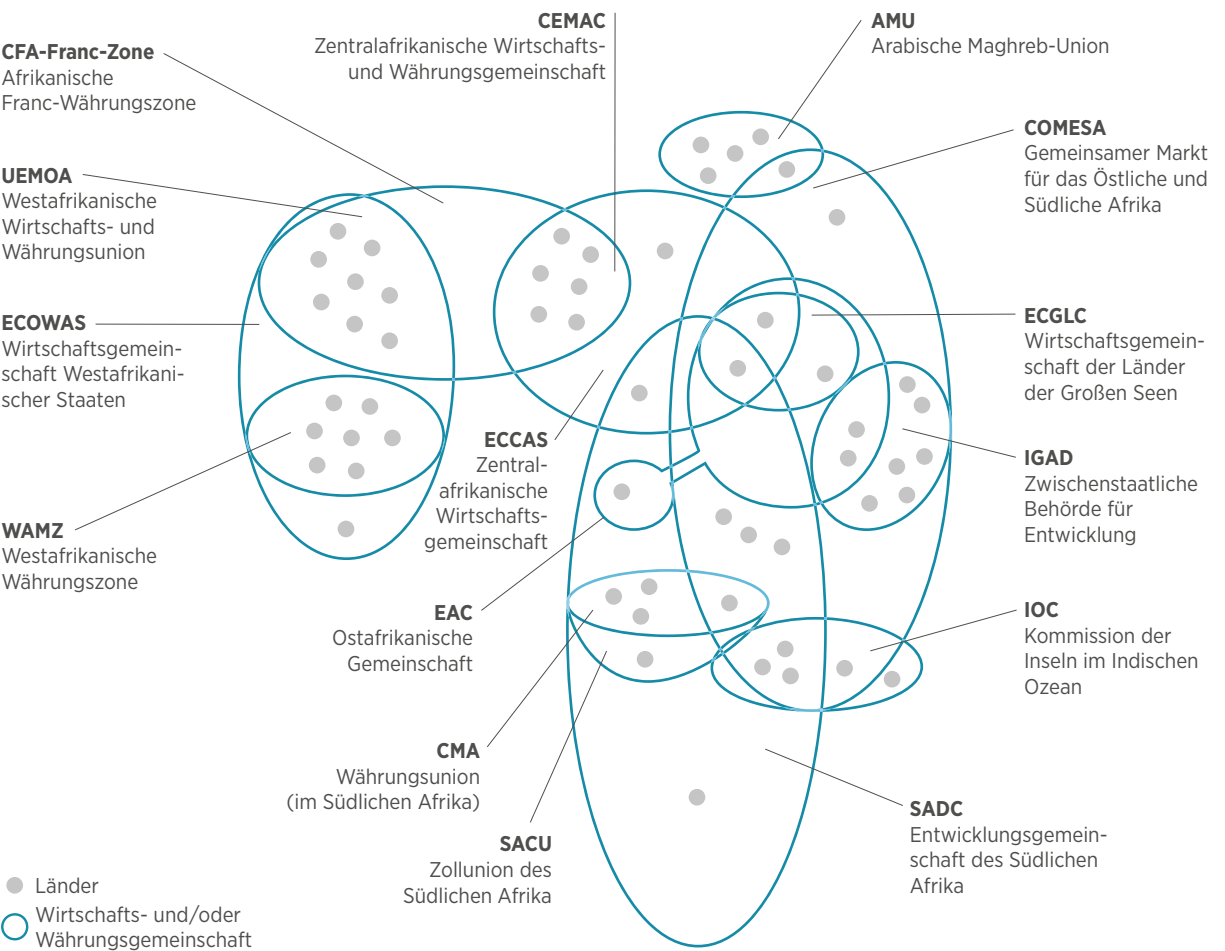 CFA-Franc-Zone
Afrikanische
Franc-Währungszone
UEMOA
Westafrikanische
Wirtschafts- und
Währungsunion
ECOWAS
Wirtschaftsgemein-
schaft Westafrikani-
scher Staaten
WAMZ
Westafrikanische
Währungszone
CEMAC
Zentralafrikanische Wirtschafts-
und Währungsgemeinschaft
AMU
Arabische Maghreb-Union
COMESA
Gemeinsamer Markt
für das Östliche und
Südliche Afrika
ECGLC
Wirtschaftsgemein-
schaft der Länder
der Großen Seen
IGAD
Zwischenstaatliche
Behörde für
Entwicklung
IOC
Kommission der
Inseln im Indischen
Ozean
SADC
Entwicklungsgemein-
schaft des Südlichen
Afrika
ECCAS
Zentral-
afrikanische
Wirtschafts-
gemeinschaft
EAC
Ostafrikanische
Gemeinschaft
CMA
Währungsunion
(im Südlichen Afrika)
SACU
Zollunion des
Südlichen Afrika
Länder
Wirtschafts- und/oder
Währungsgemeinschaft